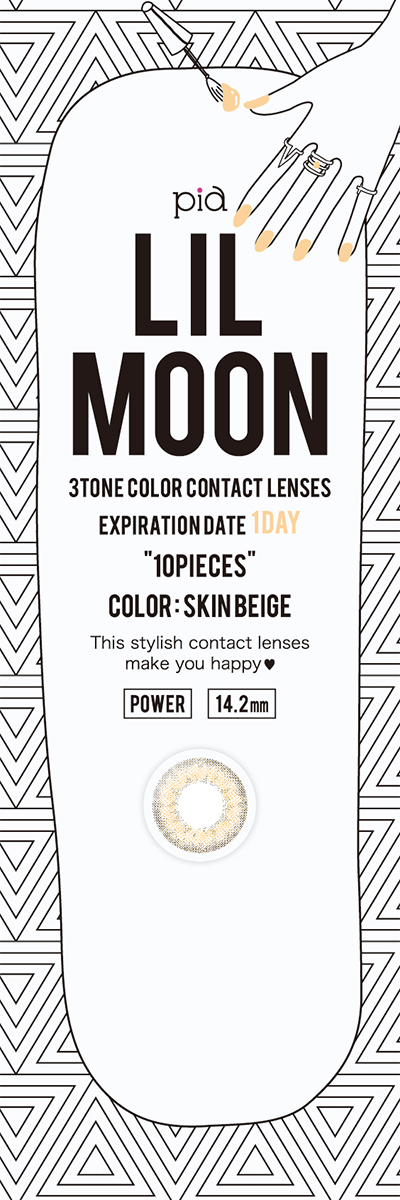 pia
LIL
MOON
3TONE COLOR CONTACT LENSES
EXPIRATION DATE 1DAY
"10PIECES"
COLOR : SKIN BEIGE
This stylish contact lenses
make you happy♥
POWER 14.2mm